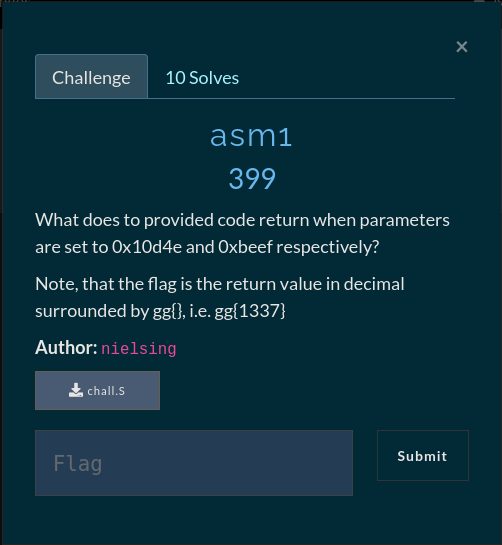 ×
Challenge
10 Solves
asm1
399
What does to provided code return when parameters
are set to 0x10d4e and 0xbeef respectively?
Note, that the flag is the return value in decimal
surrounded by gg{}, i.e. gg{1337}
Author: nielsing
chall.S
Flag
Submit